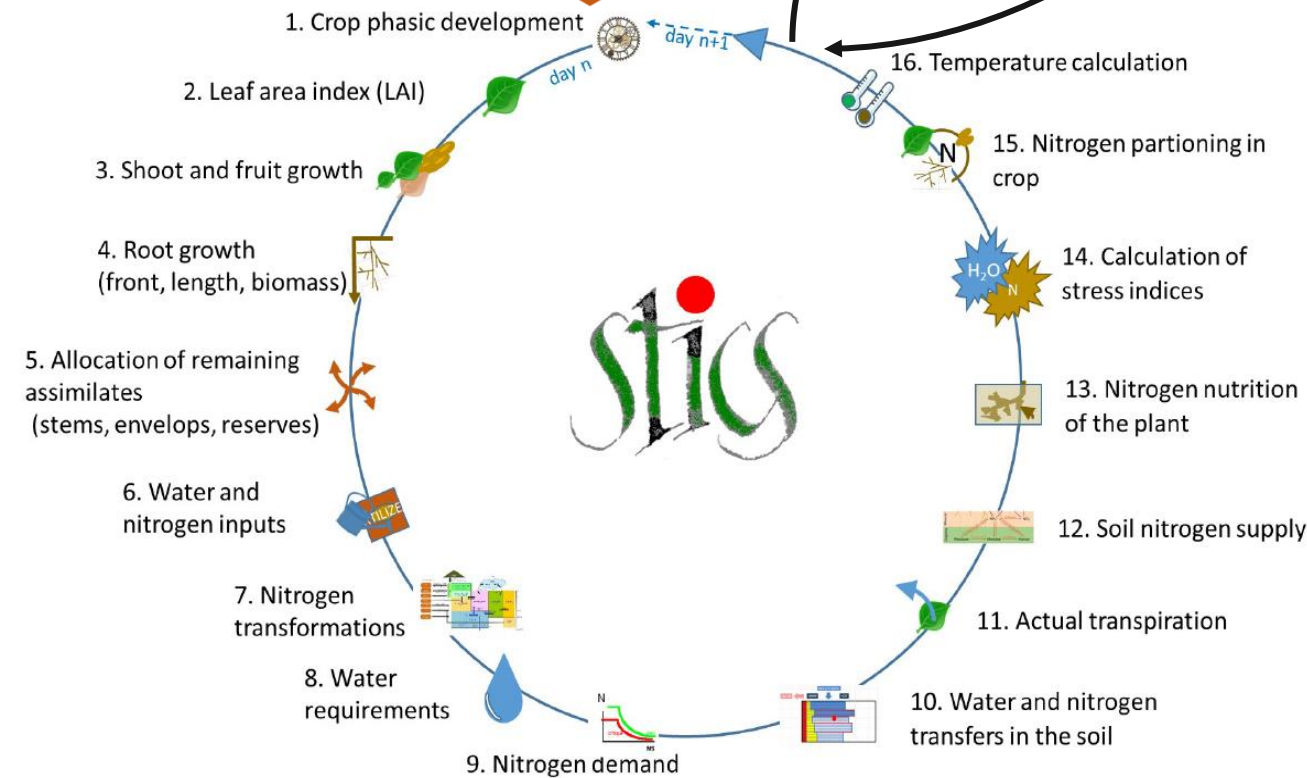 1. Crop phasic development
day n
day n+1
2. Leaf area index (LAI)
3. Shoot and fruit growth
4. Root growth
(front, length, biomass)
5. Allocation of remaining
assimilates
(stems, envelops, reserves)
6. Water and
nitrogen inputs
TILIZE
7. Nitrogen
transformations
8. Water
requirements
N
MS
9. Nitrogen demand
10. Water and nitrogen
transfers in the soil
11. Actual transpiration
12. Soil nitrogen supply
13. Nitrogen nutrition
of the plant
14. Calculation of
stress indices
H₂O
N
15. Nitrogen partioning in
crop
N
16. Temperature calculation
stics